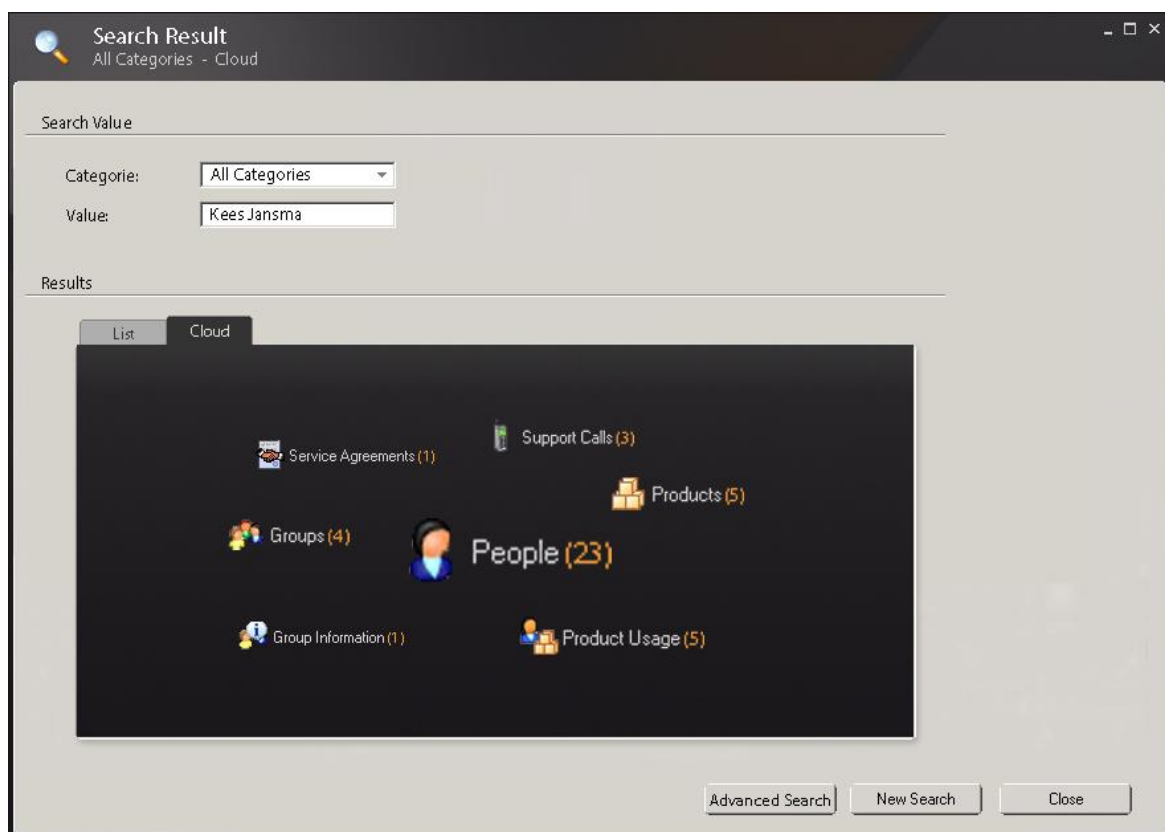 Search Result
All Categories - Cloud
Search Value
Categorie: All Categories
Value: Kees Jansma
Results
List Cloud
Support Calls (3)
Service Agreements (1)
Products (5)
Groups (4)
People (23)
Group Information (1)
Product Usage (5)
Advanced Search New Search Close